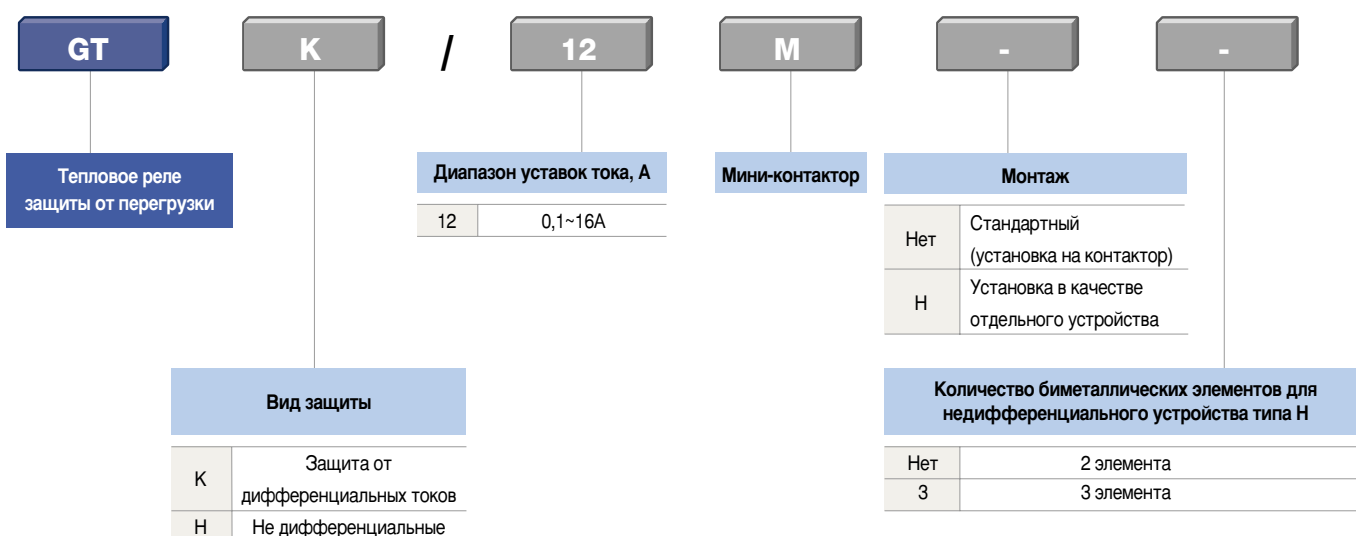 GT K / 12 M - -
Тепловое реле
защиты от перегрузки
Диапазон уставок тока, А
12 0,1~16А
Мини-контактор
Монтаж
Нет Стандартный
(установка на контактор)
Н Установка в качестве
отдельного устройства
Вид защиты
К Защита от
дифференциальных токов
Н Не дифференциальные
Количество биметаллических элементов для
недифференциального устройства типа Н
Нет 2 элемента
3 3 элемента